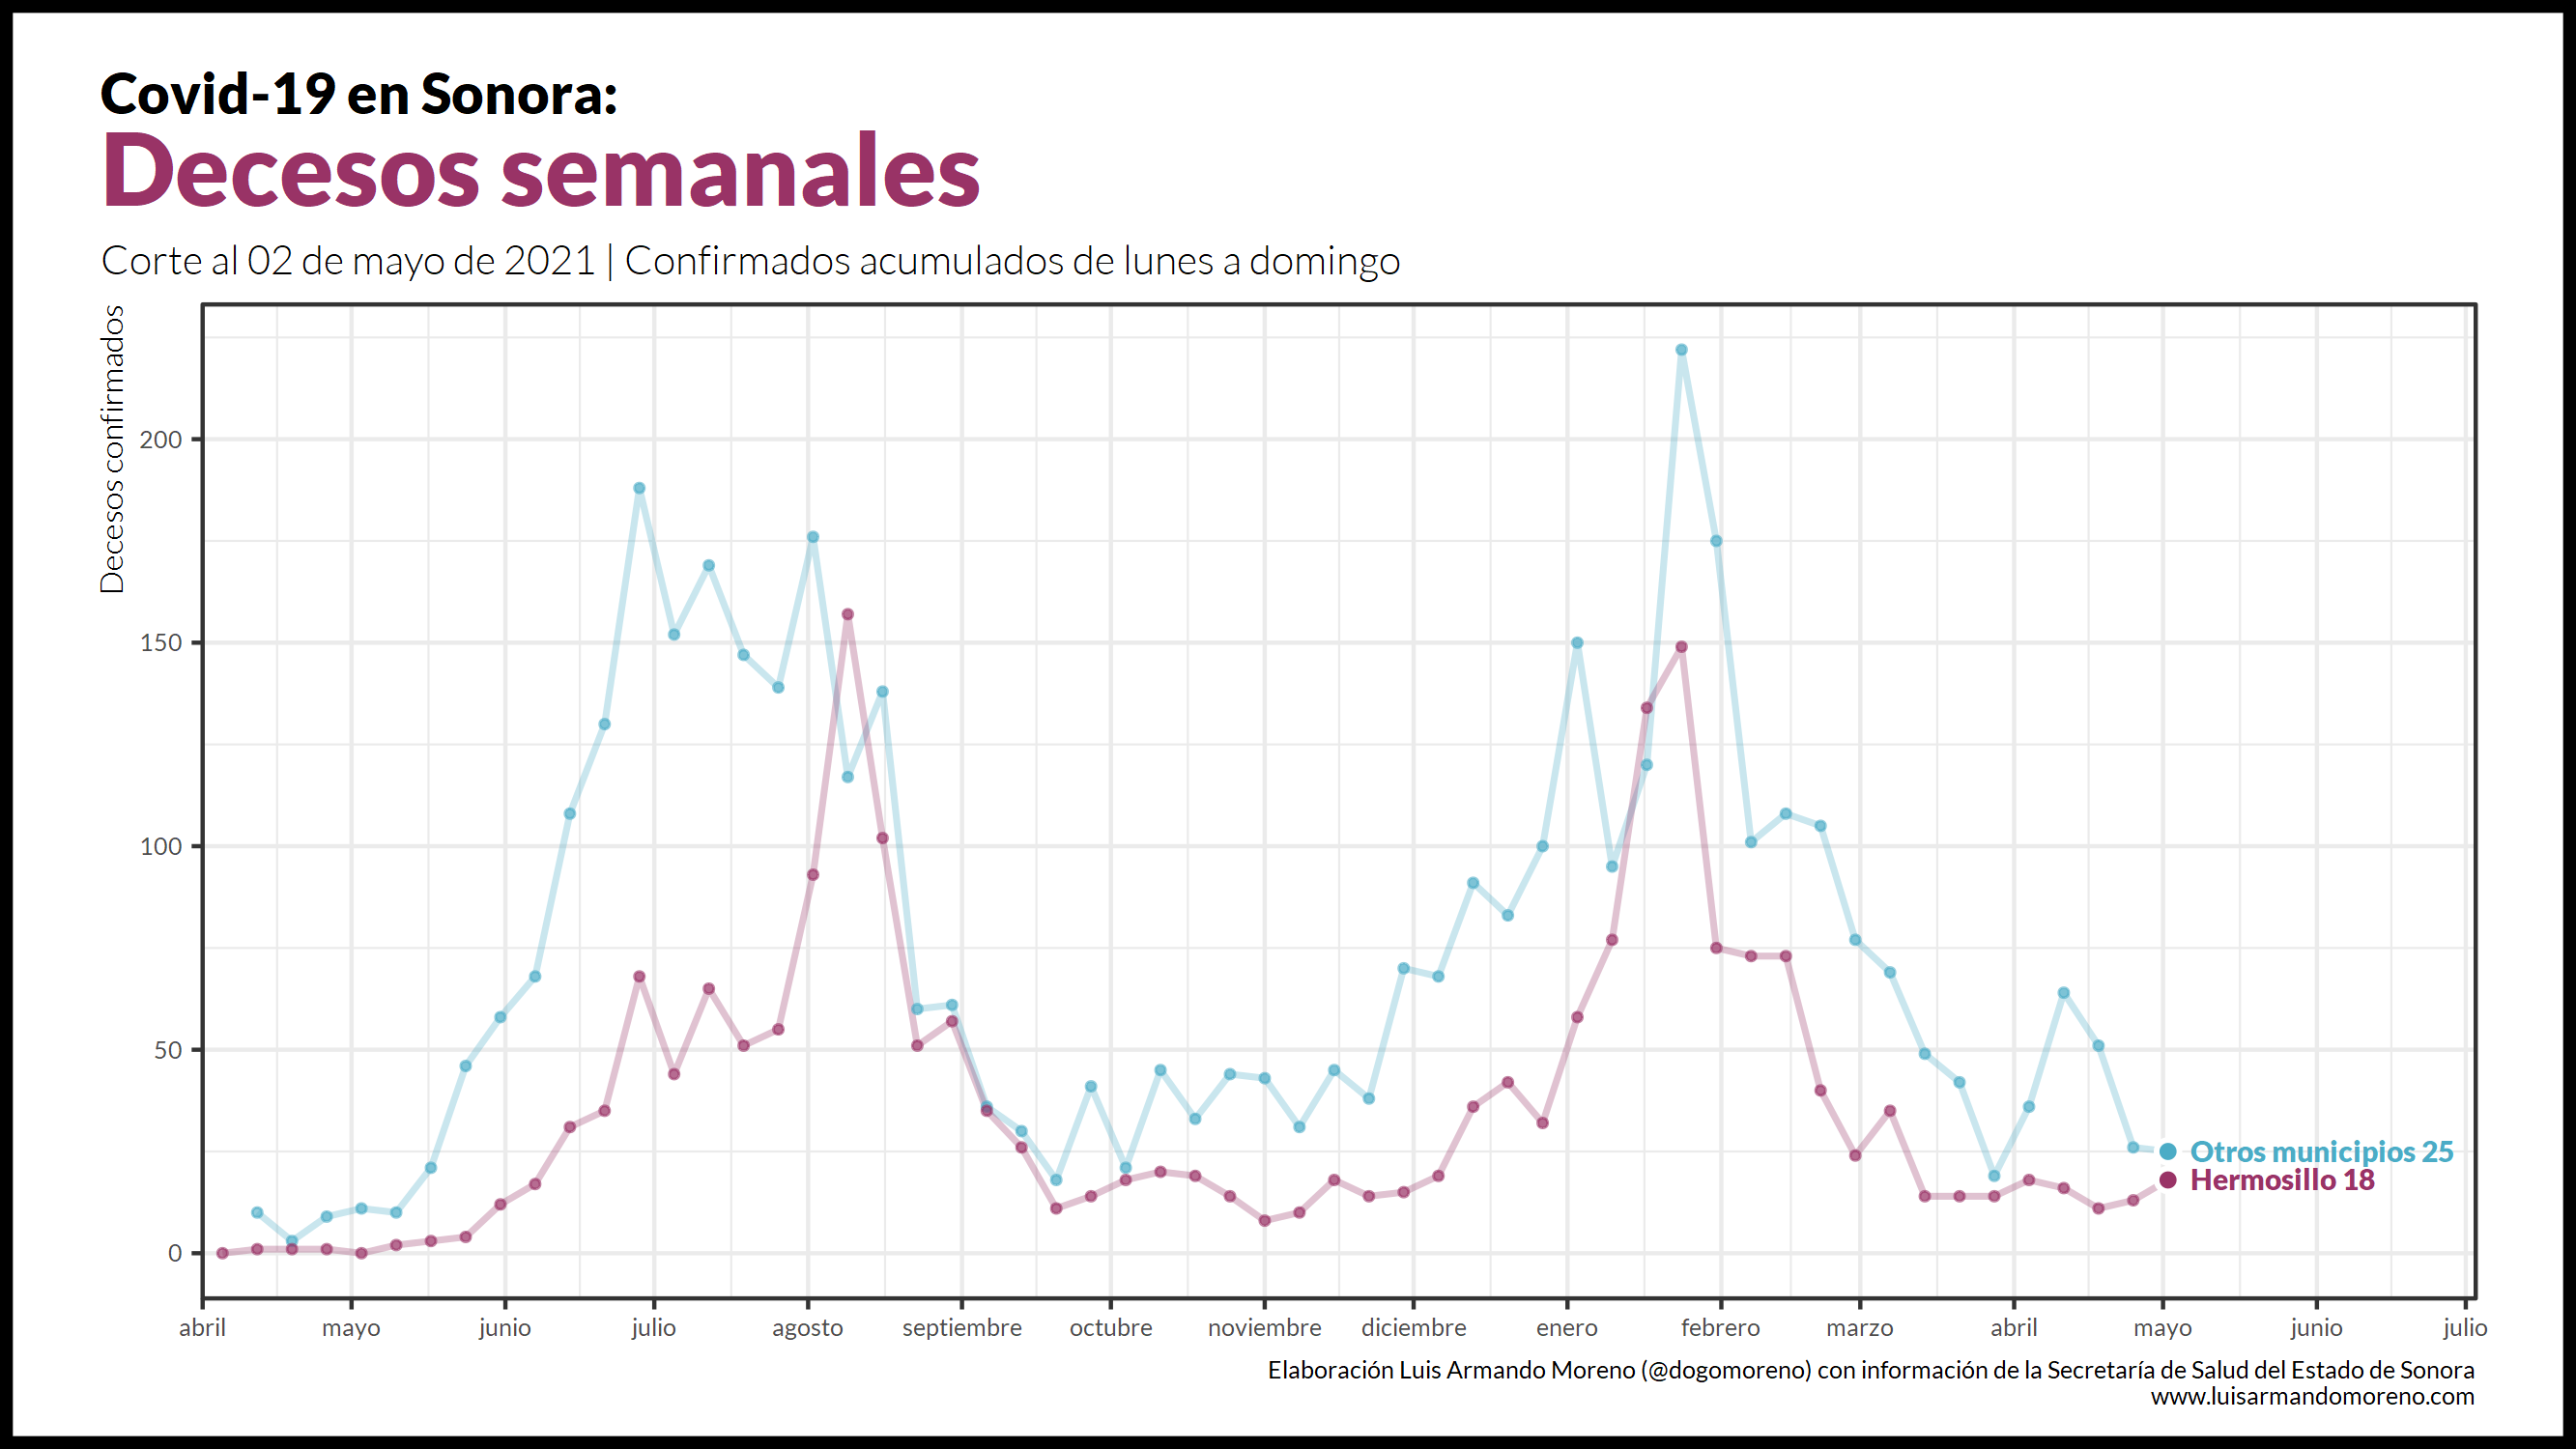 Covid-19 en Sonora:
Decesos semanales
Corte al 02 de mayo de 2021 | Confirmados acumulados de lunes a domingo
Decesos confirmados
200
150
100
50
0
Otros municipios 25
Hermosillo 18
abril mayo junio julio agosto septiembre octubre noviembre diciembre enero febrero marzo abril mayo junio julio
Elaboración Luis Armando Moreno (@dogomoreno) con información de la Secretaría de Salud del Estado de Sonora
www.luisarmandomoreno.com